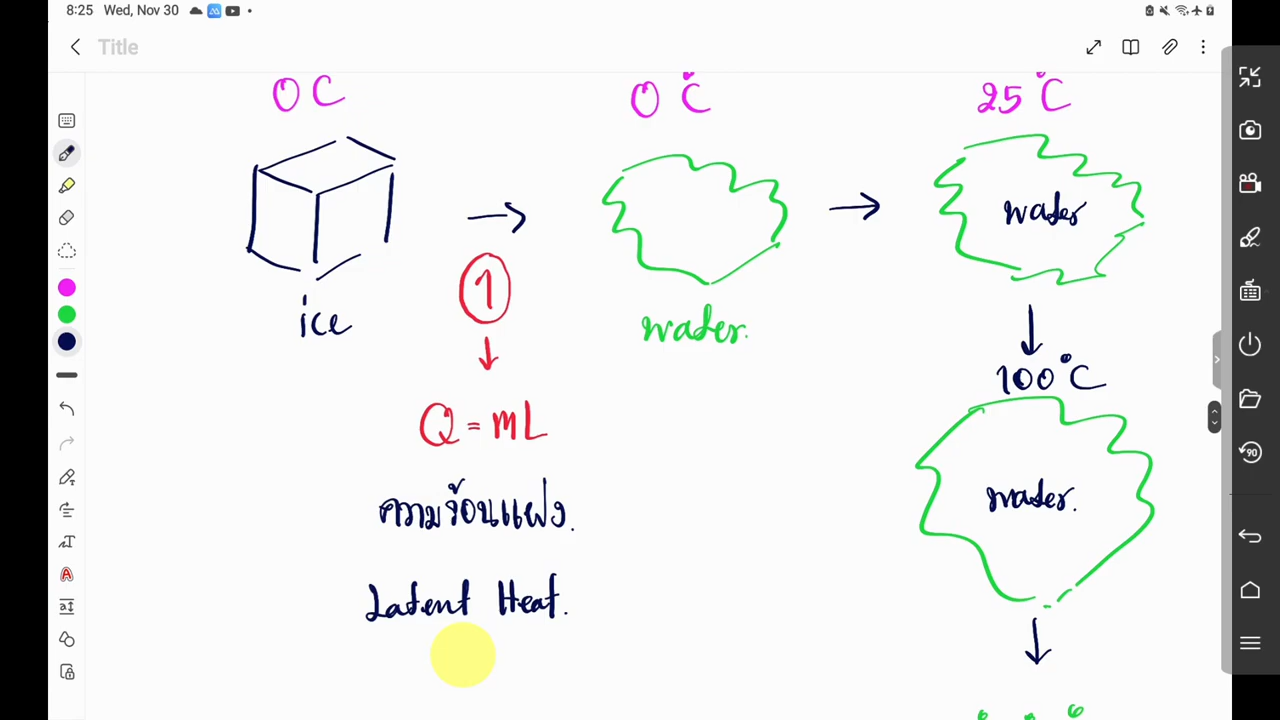 8:25 Wed, Nov 30
Title
0 C
0 °C
25 °C
ice
1
water.
water
100°C
Q = mL
ความร้อนแฝง.
water.
Latent Heat.